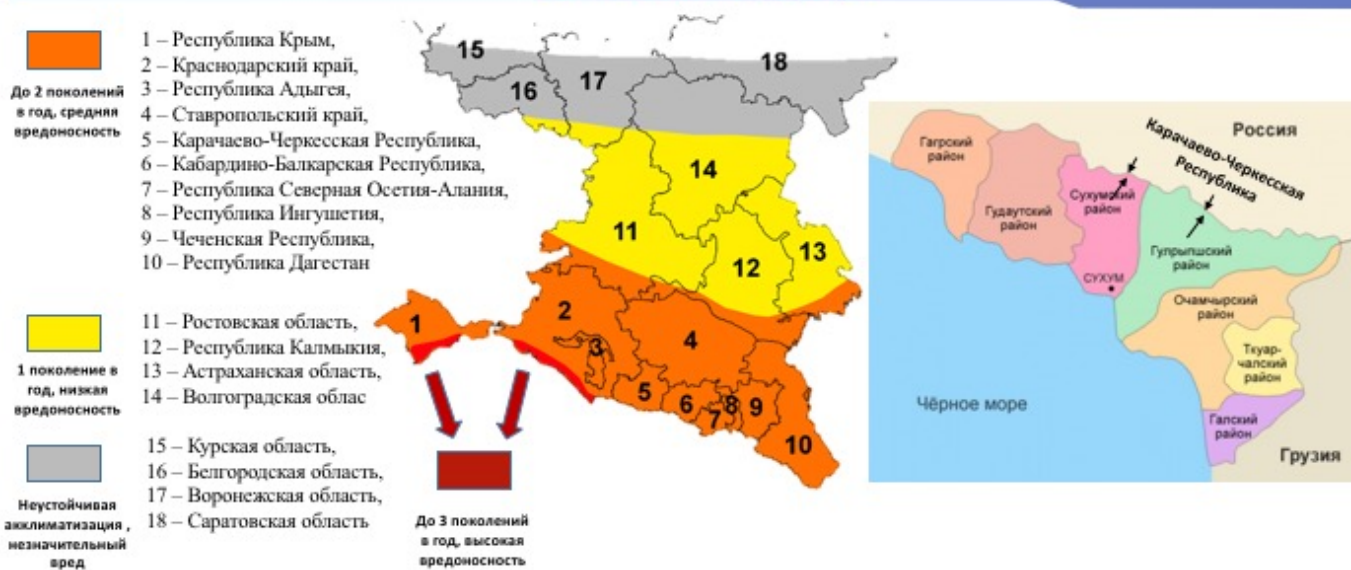 До 2 поколений
в год, средняя
вредоносность
1 – Республика Крым,
2 – Краснодарский край,
3 – Республика Адыгея,
4 – Ставропольский край,
5 – Карачаево-Черкесская Республика,
6 – Кабардино-Балкарская Республика,
7 – Республика Северная Осетия-Алания,
8 – Республика Ингушетия,
9 – Чеченская Республика,
10 – Республика Дагестан
1 поколение в
год, низкая
вредоносность
11 – Ростовская область,
12 – Республика Калмыкия,
13 – Астраханская область,
14 – Волгоградская облас
Неустойчивая
акклиматизация ,
незначительный
вред
15 – Курская область,
16 – Белгородская область,
17 – Воронежская область,
18 – Саратовская область
15
17
18
16
14
11
12
13
1
2
3
4
5
6
7
8
9
10
До 3 поколений
в год, высокая
вредоносность
Россия
Карачаево-Черкесская
Республика
Гагрский
район
Гудаутский
район
Сухумский
район
Гулрыпшский
район
СУХУМ
Очамчырский
район
Ткуар-
чалский
район
Галский
район
Чёрное море
Грузия